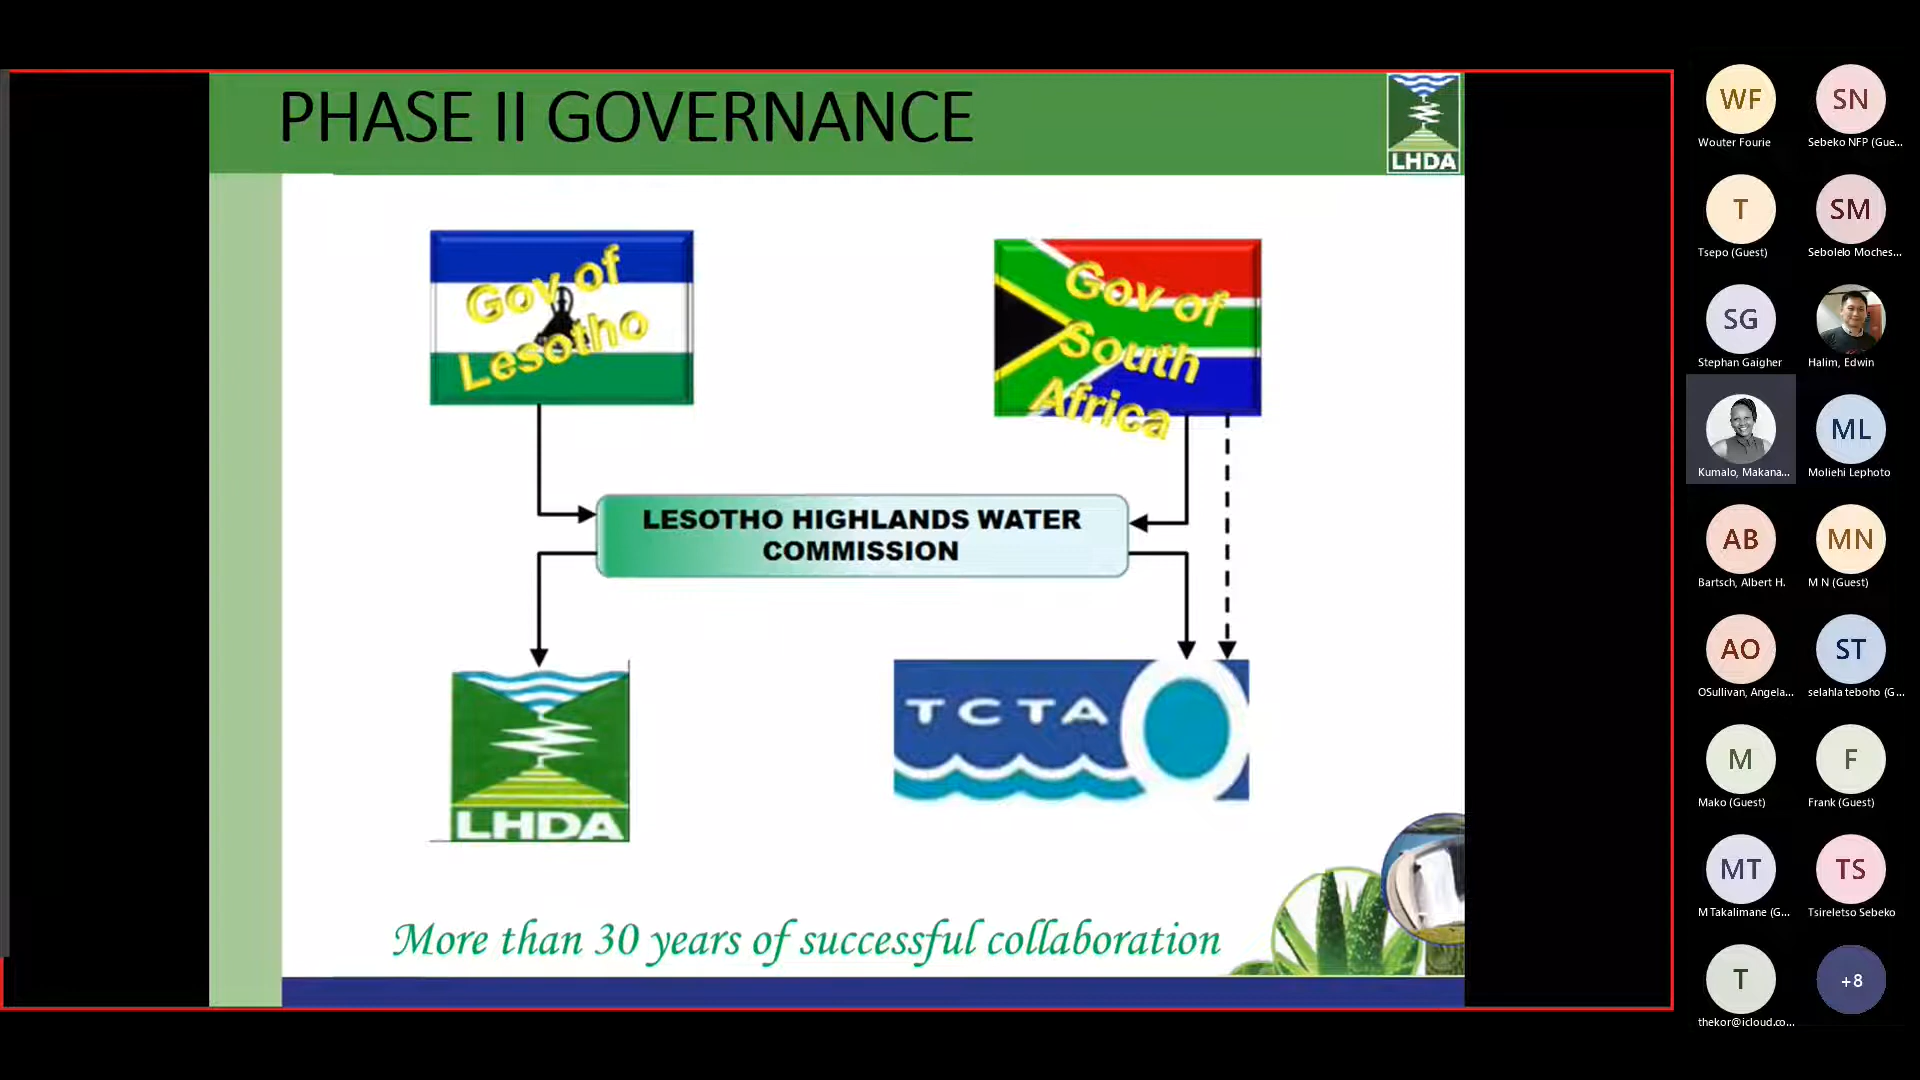 PHASE II GOVERNANCE
LHDA
Gov of
Lesotho
Gov of
South
Africa
LESOTHO HIGHLANDS WATER
COMMISSION
LHDA
TCTA
More than 30 years of successful collaboration
WF
Wouter Fourie
SN
Sebeko NFP (Gue...
T
Tsepo (Guest)
SM
Sebolelo Moches...
SG
Stephan Gaigher
Halim, Edwin
Kumalo, Makana...
ML
Moliehi Lephoto
AB
Bartsch, Albert H.
MN
M N (Guest)
AO
OSullivan, Angela...
ST
selahla teboho (G...
M
Mako (Guest)
F
Frank (Guest)
MT
M Takalimane (G...
TS
Tsireletso Sebeko
T
thekor@icloud.co...
+8